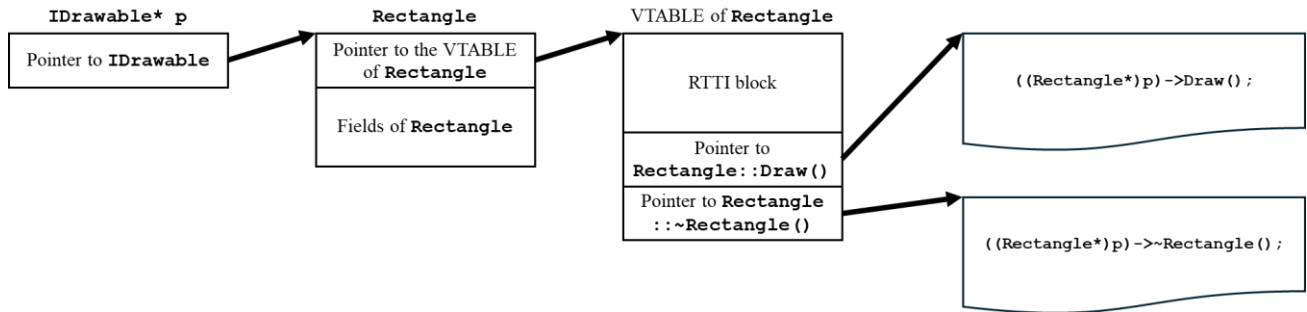 IDrawable* p
Pointer to IDrawable
Rectangle
Pointer to the VTABLE
of Rectangle
Fields of Rectangle
VTABLE of Rectangle
RTTI block
Pointer to
Rectangle::Draw()
Pointer to Rectangle
::~Rectangle()
((Rectangle*)p)->Draw();
((Rectangle*)p)->~Rectangle();